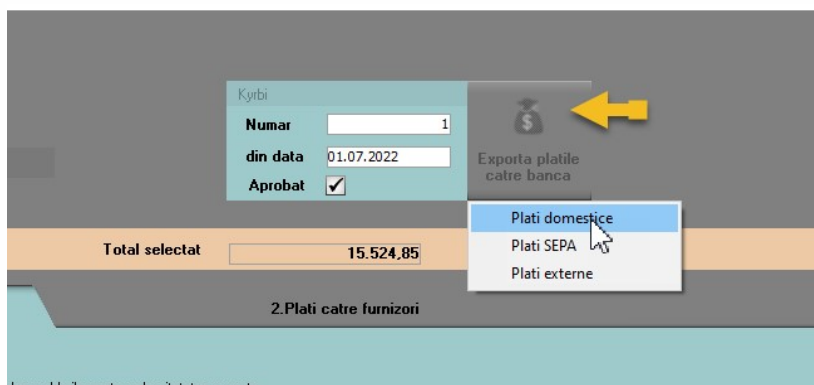 Kyrbi
Numar 1
din data 01.07.2022
Aprobat
Exporta platile
catre banca
Plati domestice
Plati SEPA
Plati externe
Total selectat 15.524,85
2.Plati catre furnizori